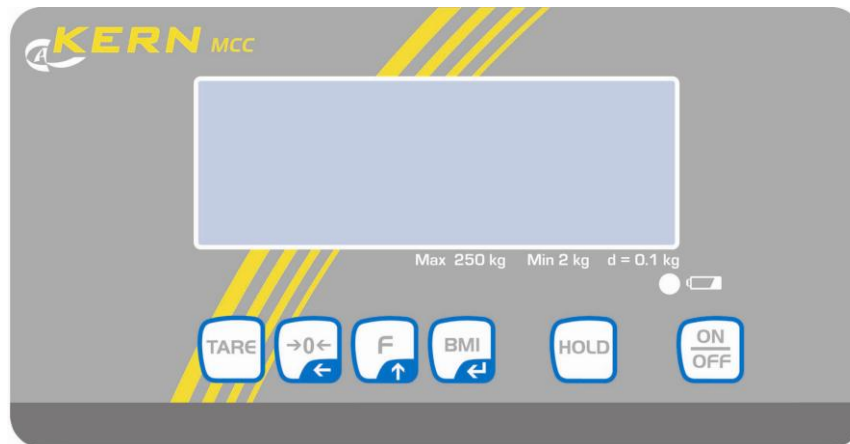 KERN MCC
Max 250 kg Min 2 kg d = 0.1 kg
TARE →0← F BMI HOLD ON
OFF